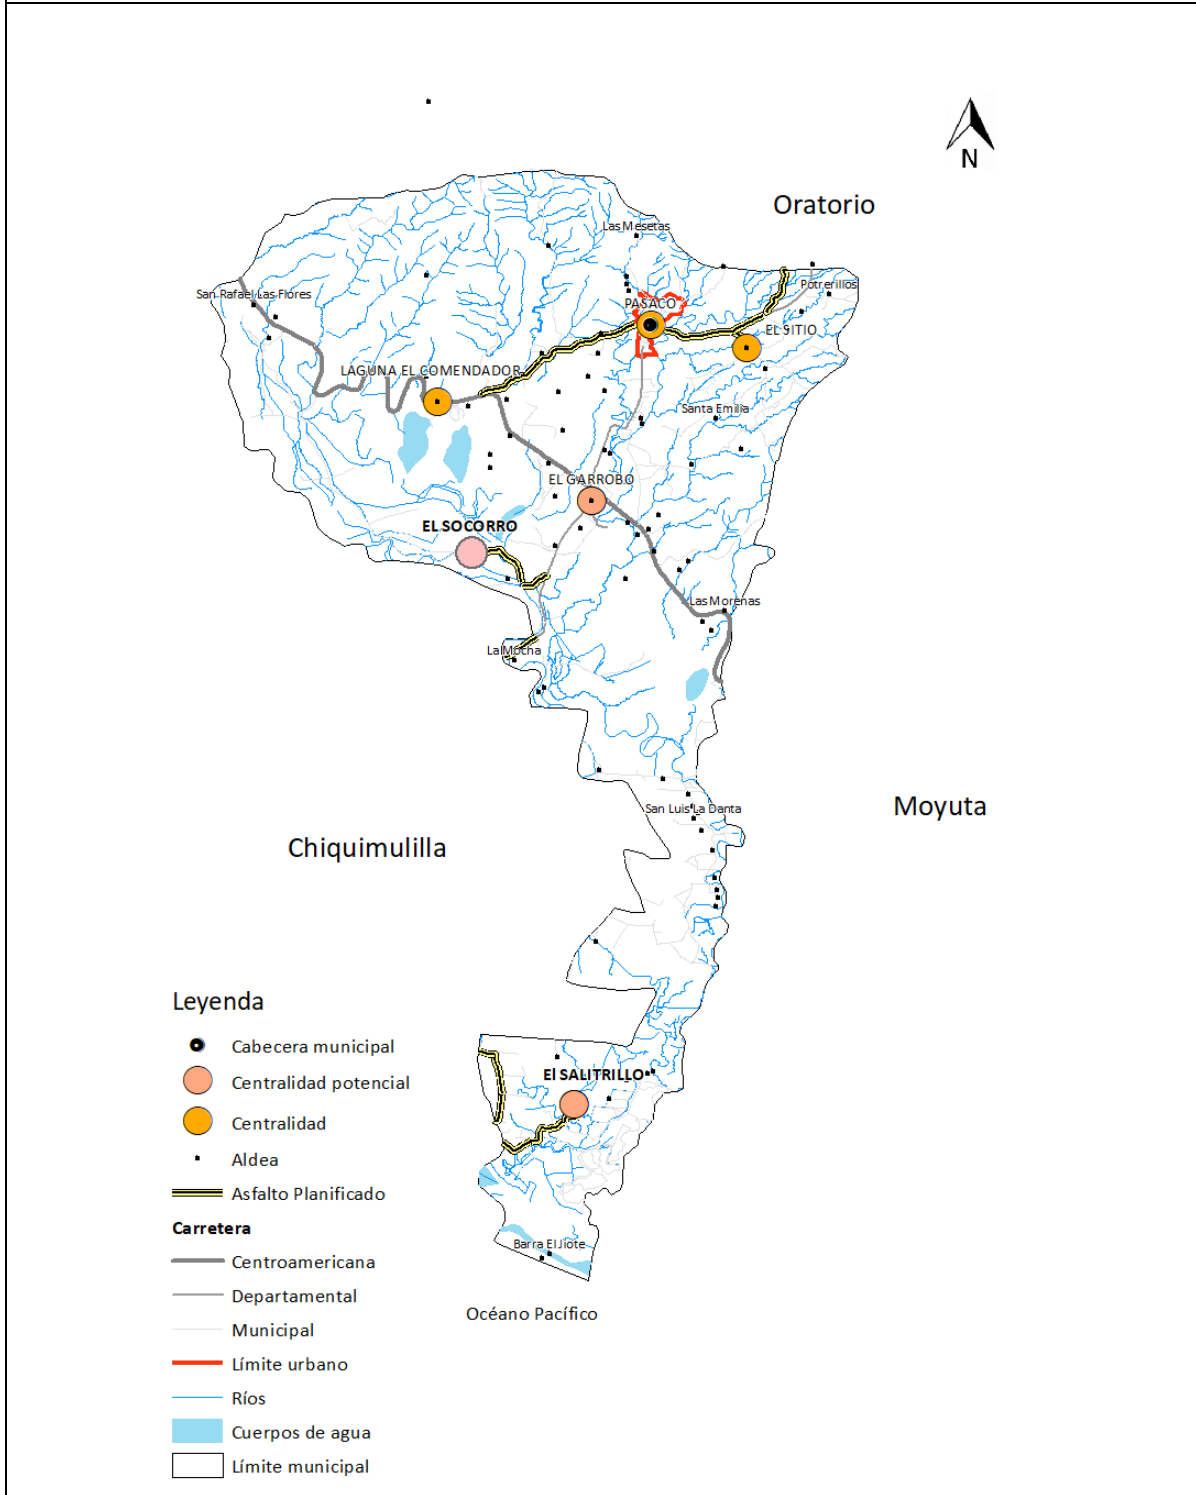 N
Oratorio
Las Mesetas
Potrerillos
San Rafael Las Flores
PASACO
EL SITIO
LAGUNA EL COMENDADOR
Santa Emilia
EL GARROBO
EL SOCORRO
Las Morenas
La Mocha
Moyuta
San Luis La Danta
Chiquimulilla
Leyenda
Cabecera municipal
Centralidad potencial
Centralidad
Aldea
Asfalto Planificado
Carretera
Centroamericana
Departamental
Municipal
Límite urbano
Ríos
Cuerpos de agua
Límite municipal
El SALITRILLO
Barra El Jiote
Océano Pacífico